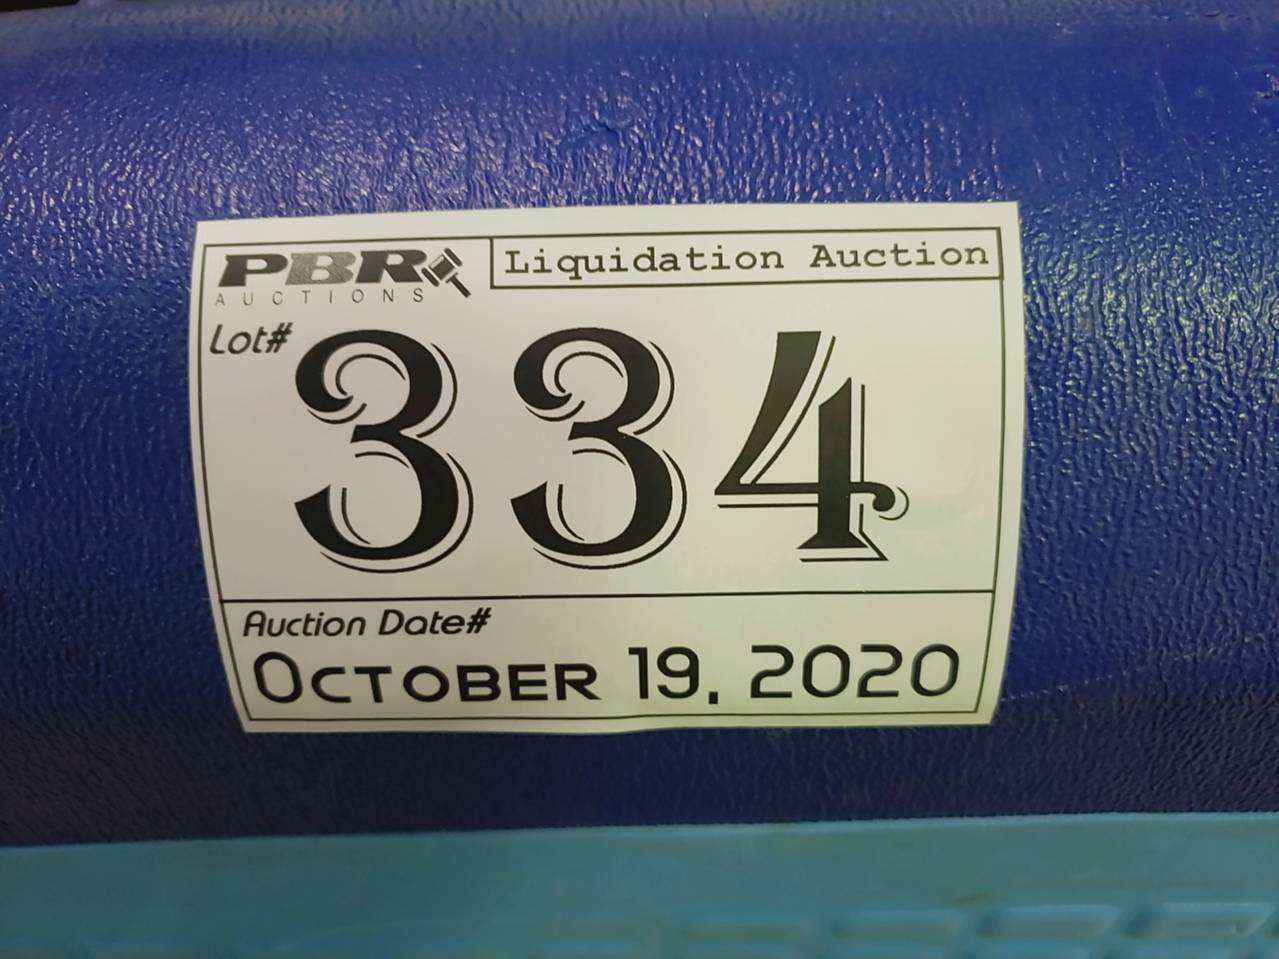 PBR
AUCTIONS
Liquidation Auction
Lot#
334
Auction Date#
OCTOBER 19, 2020